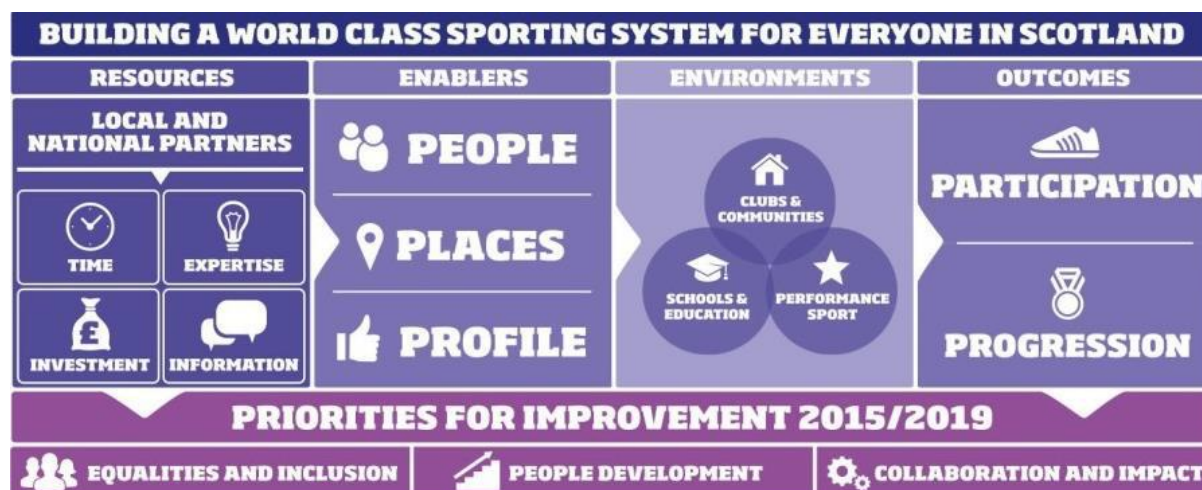 BUILDING A WORLD CLASS SPORTING SYSTEM FOR EVERYONE IN SCOTLAND
RESOURCES
LOCAL AND
NATIONAL PARTNERS
TIME
EXPERTISE
INVESTMENT
INFORMATION
ENABLERS
PEOPLE
PLACES
PROFILE
ENVIRONMENTS
CLUBS &
COMMUNITIES
SCHOOLS &
EDUCATION
PERFORMANCE
SPORT
OUTCOMES
PARTICIPATION
PROGRESSION
PRIORITIES FOR IMPROVEMENT 2015/2019
EQUALITIES AND INCLUSION
PEOPLE DEVELOPMENT
COLLABORATION AND IMPACT